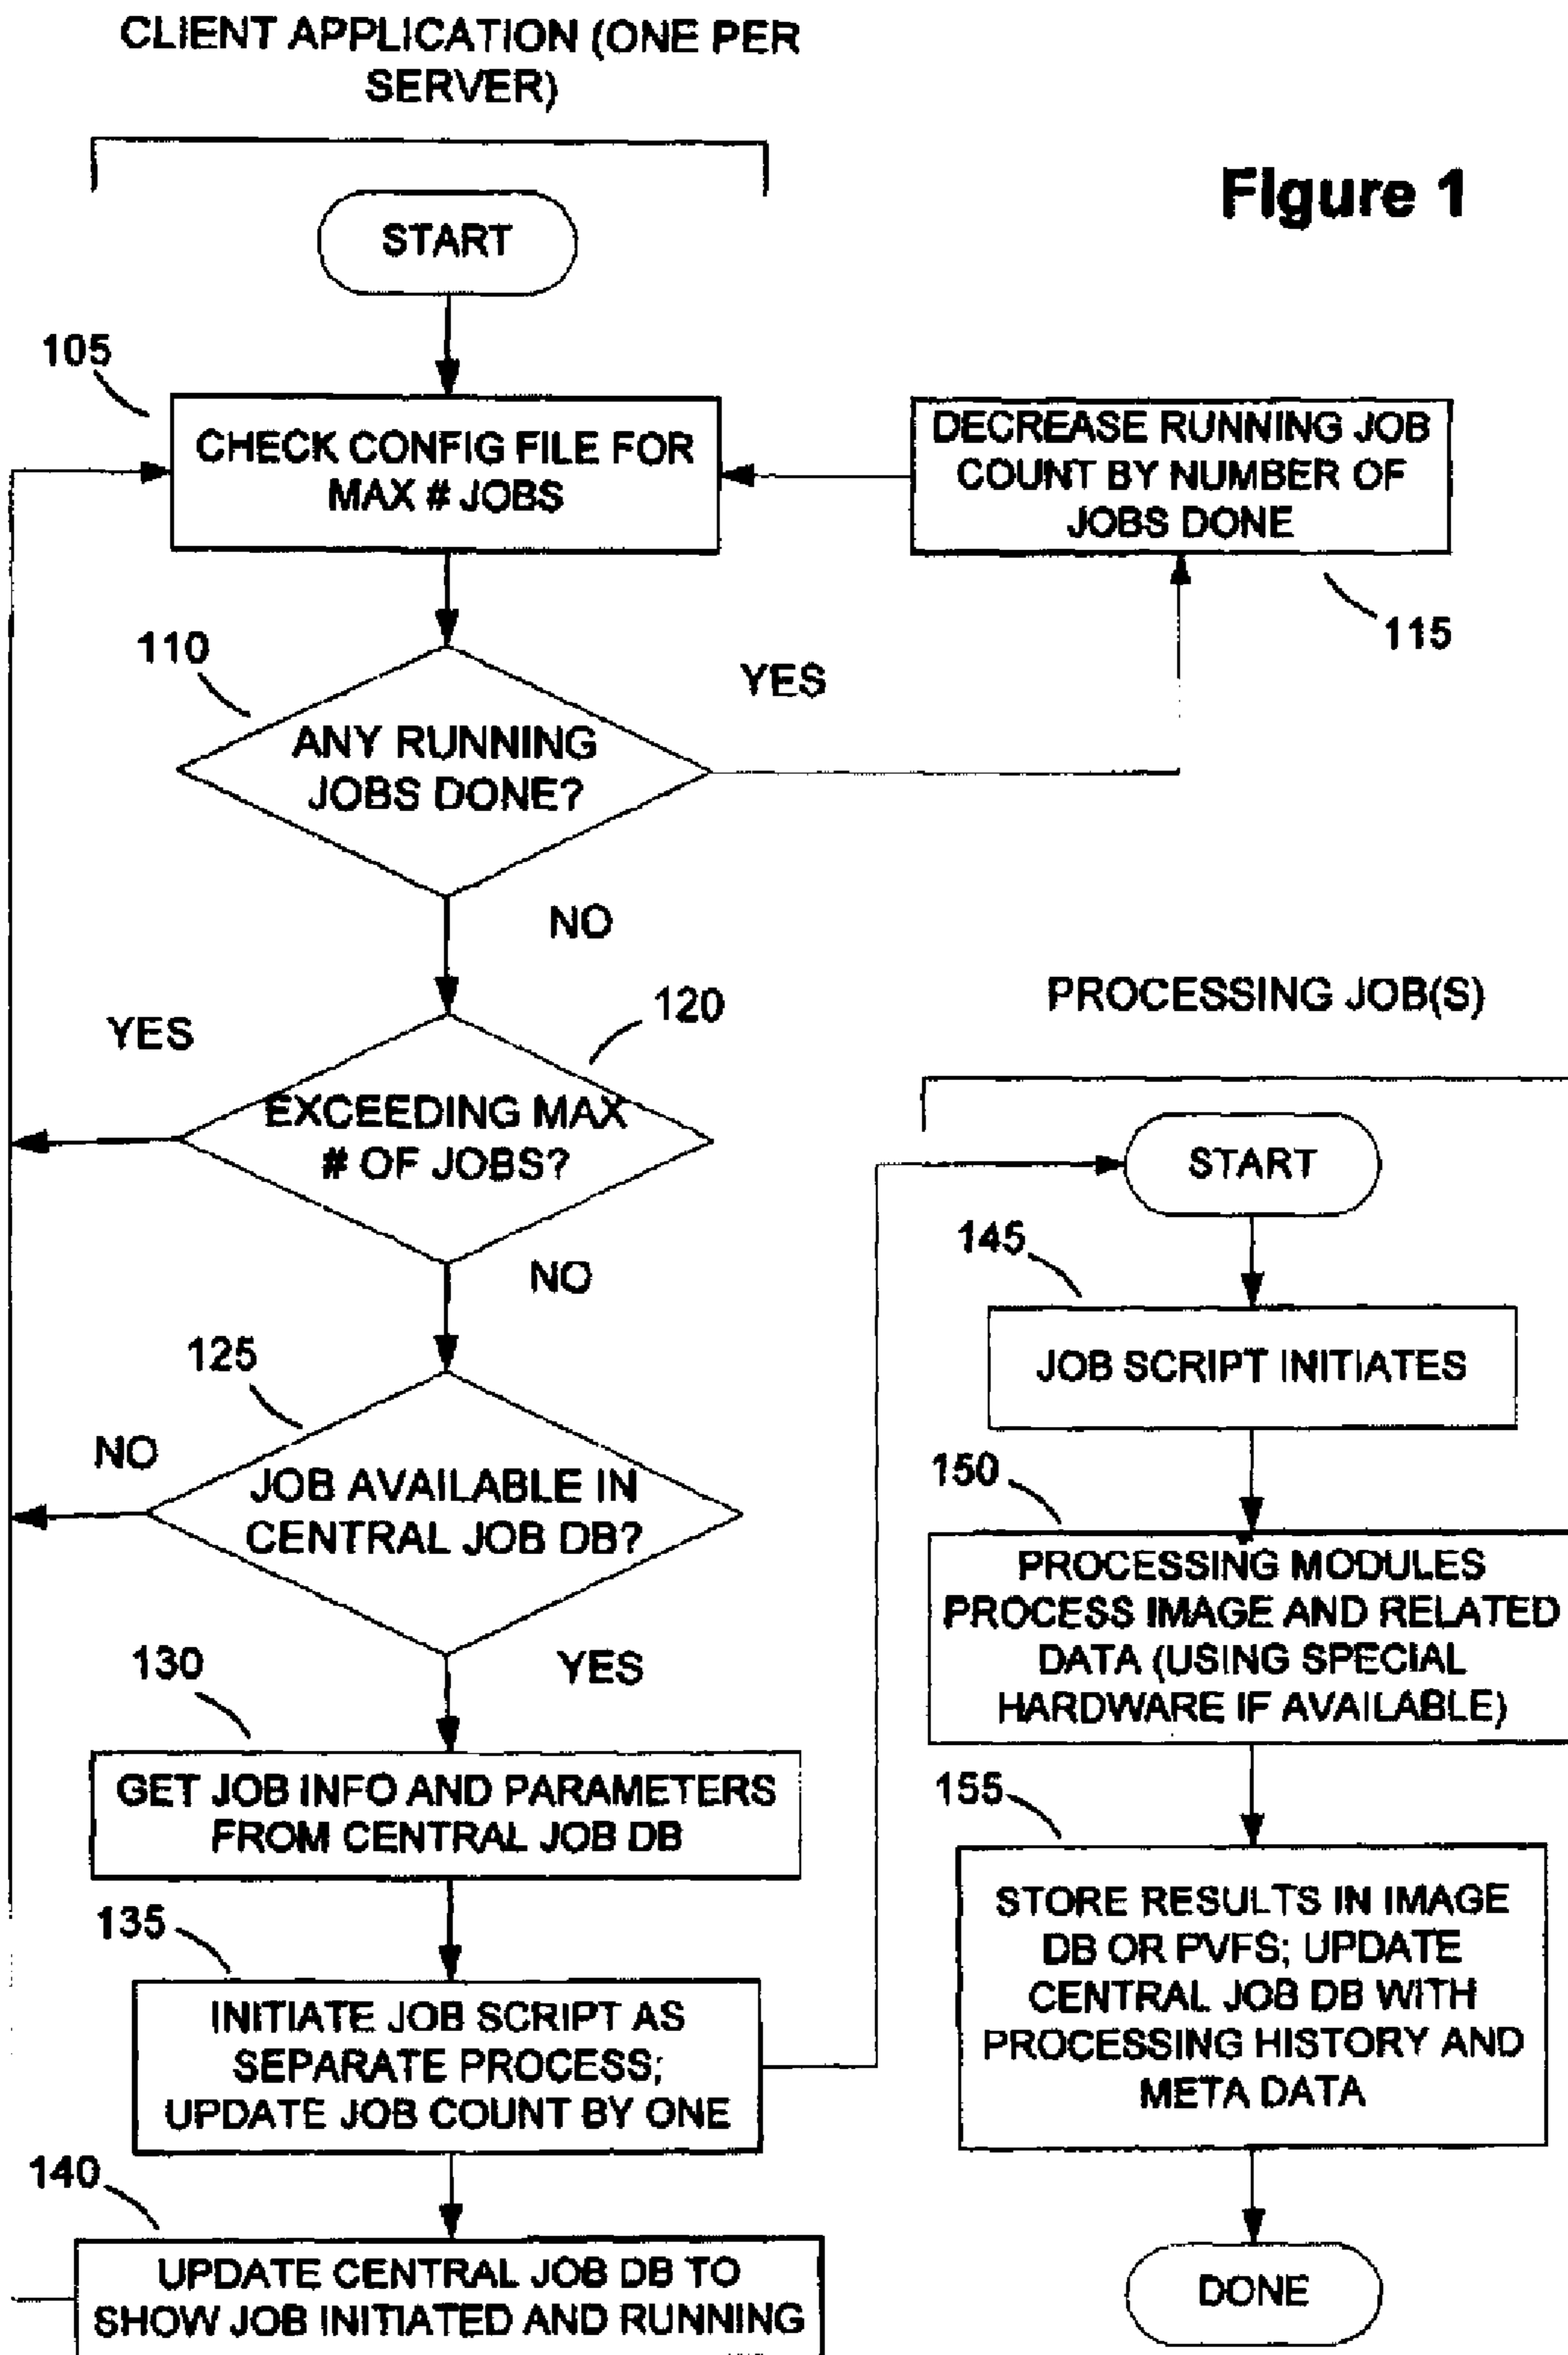 CLIENT APPLICATION (ONE PER
SERVER)
Figure 1
START
105
CHECK CONFIG FILE FOR
MAX # JOBS
DECREASE RUNNING JOB
COUNT BY NUMBER OF
JOBS DONE
115
110
YES
ANY RUNNING
JOBS DONE?
NO
120
YES
EXCEEDING MAX
# OF JOBS?
NO
125
NO
JOB AVAILABLE IN
CENTRAL JOB DB?
YES
130
GET JOB INFO AND PARAMETERS
FROM CENTRAL JOB DB
135
INITIATE JOB SCRIPT AS
SEPARATE PROCESS;
UPDATE JOB COUNT BY ONE
140
UPDATE CENTRAL JOB DB TO
SHOW JOB INITIATED AND RUNNING
PROCESSING JOB(S)
START
145
JOB SCRIPT INITIATES
150
PROCESSING MODULES
PROCESS IMAGE AND RELATED
DATA (USING SPECIAL
HARDWARE IF AVAILABLE)
155
STORE RESULTS IN IMAGE
DB OR PVFS; UPDATE
CENTRAL JOB DB WITH
PROCESSING HISTORY AND
META DATA
DONE